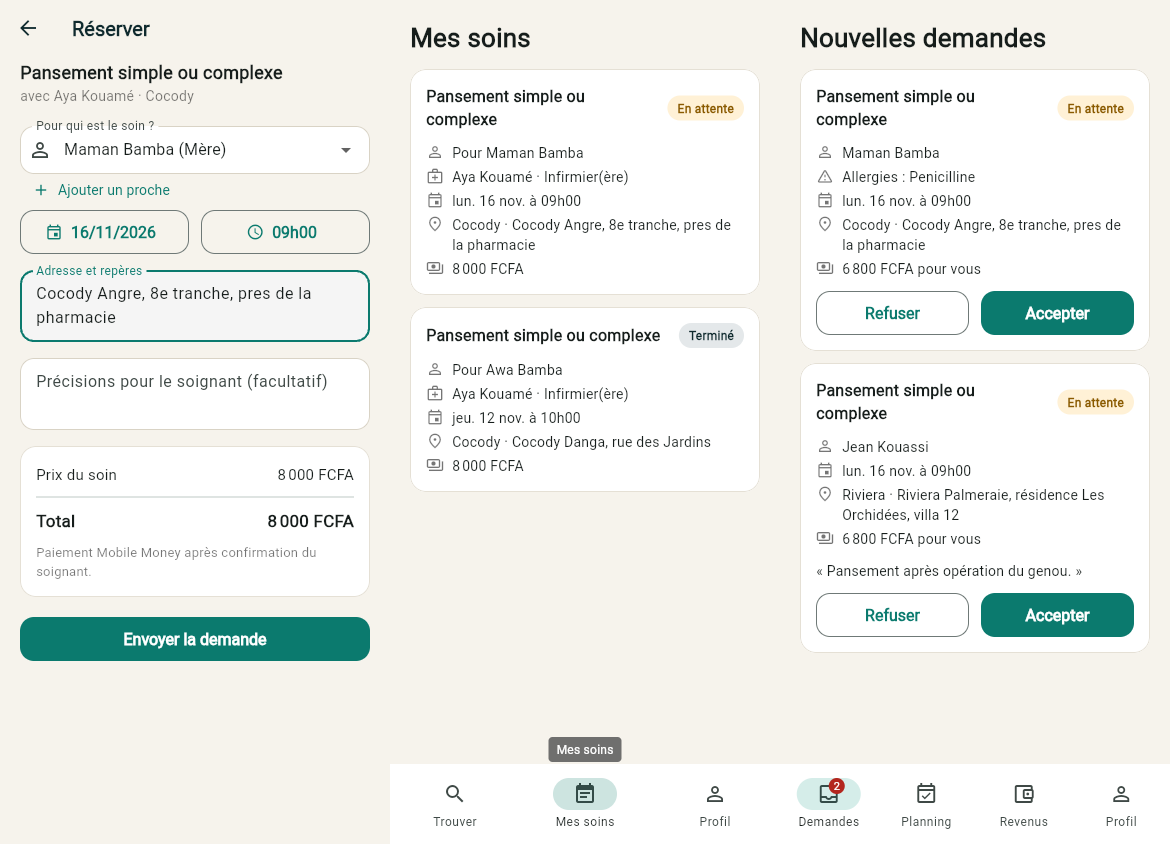 Réserver
Pansement simple ou complexe
avec Aya Kouamé · Cocody
Pour qui est le soin ?
Maman Bamba (Mère)
Ajouter un proche
16/11/2026
09h00
Adresse et repères
Cocody Angre, 8e tranche, pres de la
pharmacie
Précisions pour le soignant (facultatif)
Prix du soin
8 000 FCFA
Total
8 000 FCFA
Paiement Mobile Money après confirmation du
soignant.
Envoyer la demande
Mes soins
Pansement simple ou
complexe
En attente
Pour Maman Bamba
Aya Kouamé · Infirmier(ère)
lun. 16 nov. à 09h00
Cocody · Cocody Angre, 8e tranche, pres de
la pharmacie
8 000 FCFA
Pansement simple ou complexe
Terminé
Pour Awa Bamba
Aya Kouamé · Infirmier(ère)
jeu. 12 nov. à 10h00
Cocody · Cocody Danga, rue des Jardins
8 000 FCFA
Mes soins
Trouver
Mes soins
Profil
Nouvelles demandes
Pansement simple ou
complexe
En attente
Maman Bamba
Allergies : Penicilline
lun. 16 nov. à 09h00
Cocody · Cocody Angre, 8e tranche, pres de
la pharmacie
6 800 FCFA pour vous
Refuser
Accepter
Pansement simple ou
complexe
En attente
Jean Kouassi
lun. 16 nov. à 09h00
Riviera · Riviera Palmeraie, résidence Les
Orchidées, villa 12
6 800 FCFA pour vous
« Pansement après opération du genou. »
Refuser
Accepter
2
Demandes
Planning
Revenus
Profil